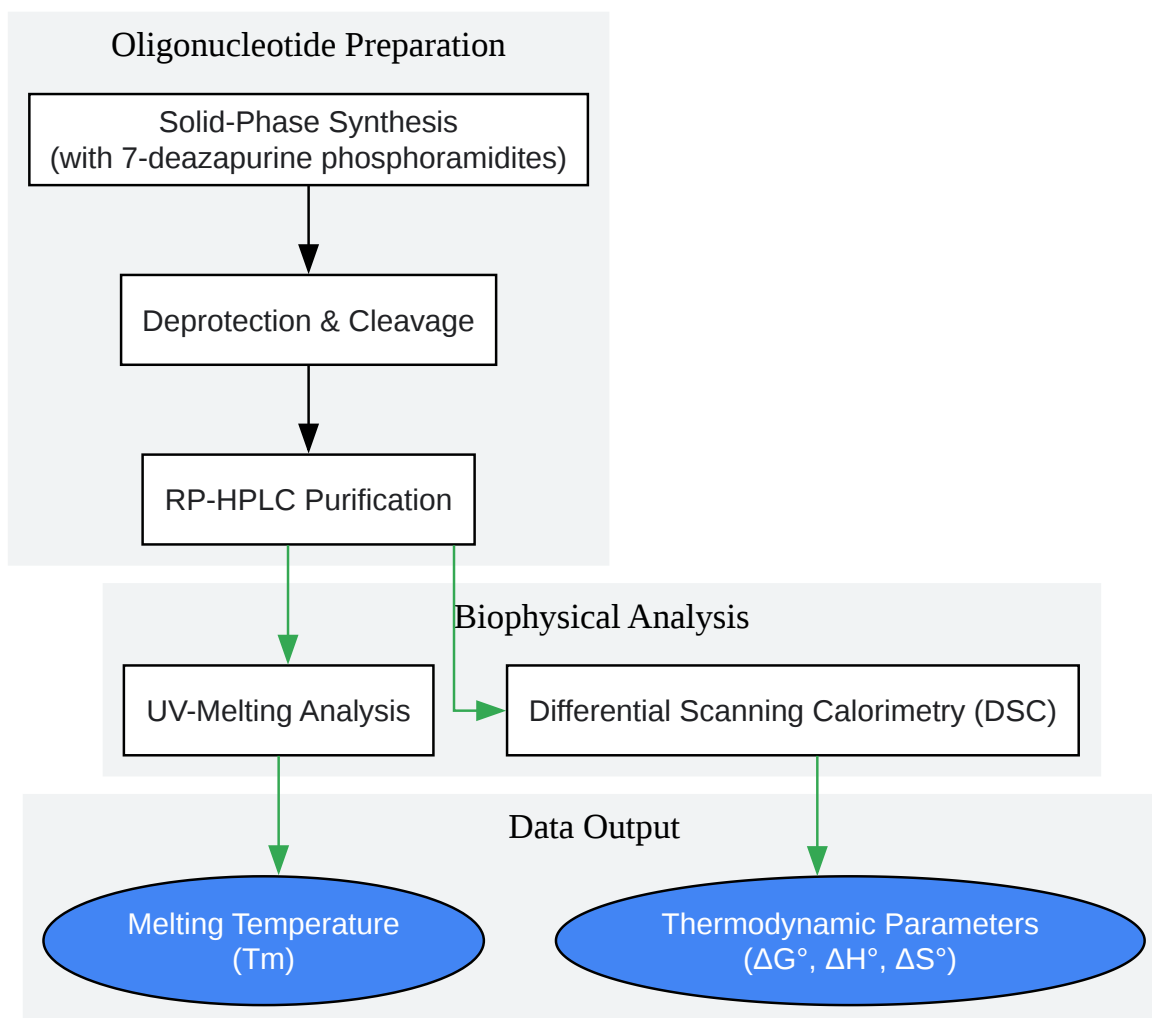 Oligonucleotide Preparation
Solid-Phase Synthesis
(with 7-deazapurine phosphoramidites)
Deprotection & Cleavage
RP-HPLC Purification
Biophysical Analysis
UV-Melting Analysis
Differential Scanning Calorimetry (DSC)
Data Output
Melting Temperature
(Tm)
Thermodynamic Parameters
(ΔG°, ΔH°, ΔS°)